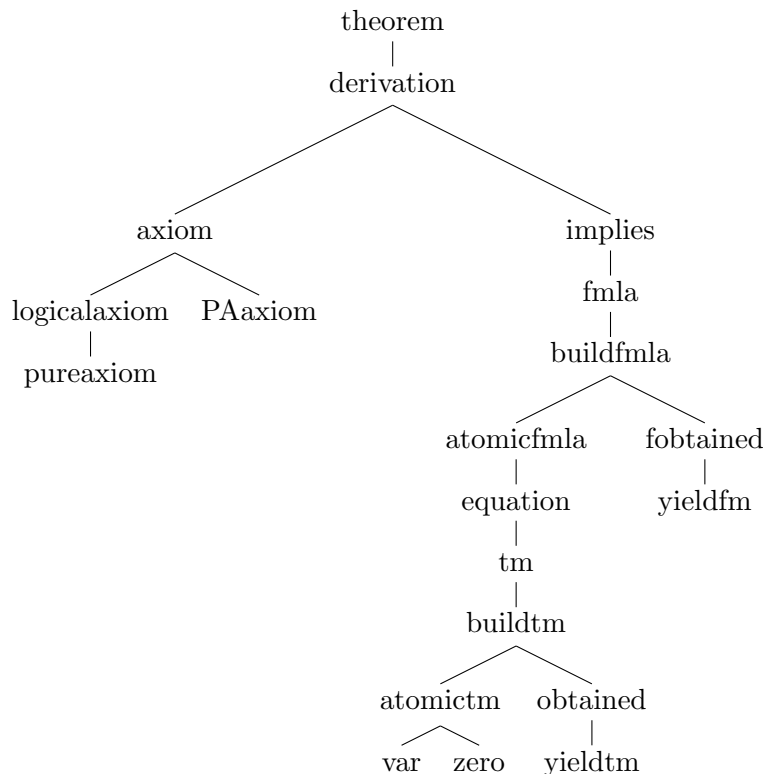 theorem
derivation
axiom implies
logicalaxiom PAaxiom fmla
pureaxiom buildfmla
atomicfmla fobtained
equation yieldfm
tm
buildtm
atomictm obtained
var zero yieldtm